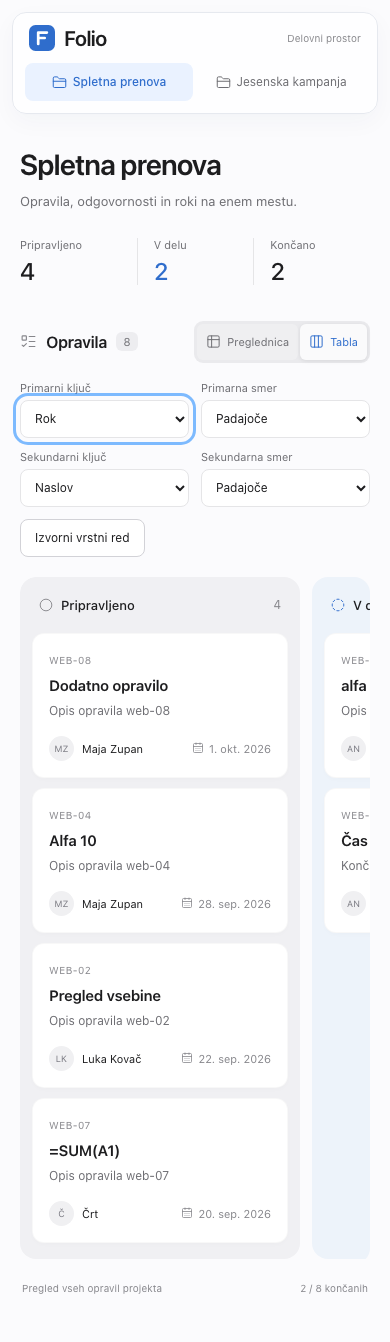 F Folio
Delovni prostor
Spletna prenova
Jesenska kampanja
Spletna prenova
Opravila, odgovornosti in roki na enem mestu.
Pripravljeno
4
V delu
2
Končano
2
Opravila 8
Preglednica
Tabla
Primarni ključ
Rok
Primarna smer
Padajoče
Sekundarni ključ
Naslov
Sekundarna smer
Padajoče
Izvorni vrstni red
Pripravljeno 4
WEB-08
Dodatno opravilo
Opis opravila web-08
MZ Maja Zupan 1. okt. 2026
WEB-04
Alfa 10
Opis opravila web-04
MZ Maja Zupan 28. sep. 2026
WEB-02
Pregled vsebine
Opis opravila web-02
LK Luka Kovač 22. sep. 2026
WEB-07
=SUM(A1)
Opis opravila web-07
Č Črt 20. sep. 2026
V
WEB-
alfa
Opis
AN
WEB-
Čas
AN
Pregled vseh opravil projekta
2 / 8 končanih